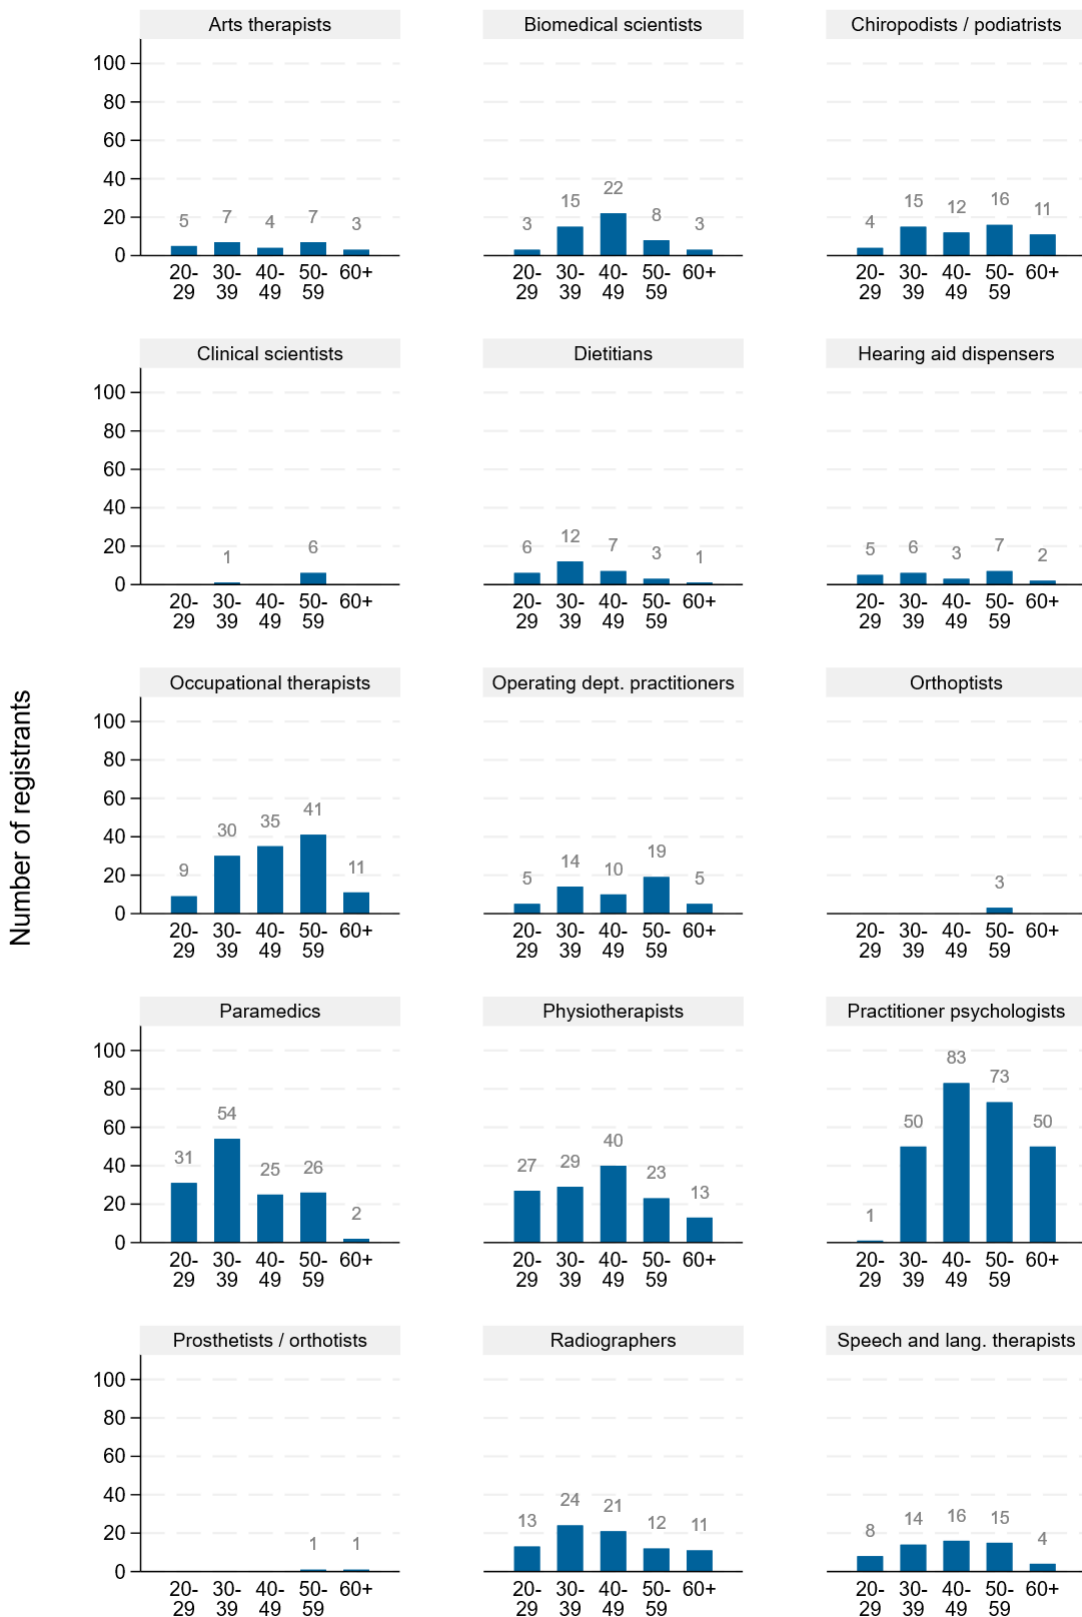 Number of registrants
Arts therapists
100
80
60
40
20
0
5 7 4 7 3
20-29 30-39 40-49 50-59 60+
Biomedical scientists
3 15 22 8 3
20-29 30-39 40-49 50-59 60+
Chiropodists / podiatrists
4 15 12 16 11
20-29 30-39 40-49 50-59 60+
Clinical scientists
100
80
60
40
20
0
1 6
20-29 30-39 40-49 50-59 60+
Dietitians
6 12 7 3 1
20-29 30-39 40-49 50-59 60+
Hearing aid dispensers
5 6 3 7 2
20-29 30-39 40-49 50-59 60+
Occupational therapists
100
80
60
40
20
0
9 30 35 41 11
20-29 30-39 40-49 50-59 60+
Operating dept. practitioners
5 14 10 19 5
20-29 30-39 40-49 50-59 60+
Orthoptists
3
20-29 30-39 40-49 50-59 60+
Paramedics
100
80
60
40
20
0
31 54 25 26 2
20-29 30-39 40-49 50-59 60+
Physiotherapists
27 29 40 23 13
20-29 30-39 40-49 50-59 60+
Practitioner psychologists
1 50 83 73 50
20-29 30-39 40-49 50-59 60+
Prosthetists / orthotists
100
80
60
40
20
0
1 1
20-29 30-39 40-49 50-59 60+
Radiographers
13 24 21 12 11
20-29 30-39 40-49 50-59 60+
Speech and lang. therapists
8 14 16 15 4
20-29 30-39 40-49 50-59 60+